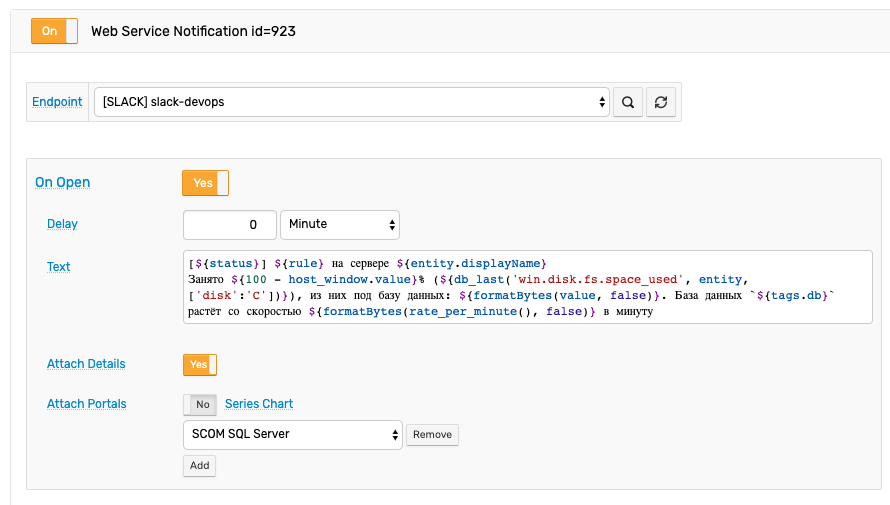 On Web Service Notification id=923
Endpoint [SLACK] slack-devops
On Open Yes
Delay 0 Minute
Text
[${status}] ${rule} на сервере ${entity.displayName}
Занято ${100 - host_window.value}% (${db_last('win.disk.fs.space_used', entity,
['disk':'C'])}), из них под базу данных: ${formatBytes(value, false)}. База данных `${tags.db}`
растёт со скоростью ${formatBytes(rate_per_minute(), false)} в минуту
Attach Details Yes
Attach Portals No Series Chart
SCOM SQL Server Remove
Add